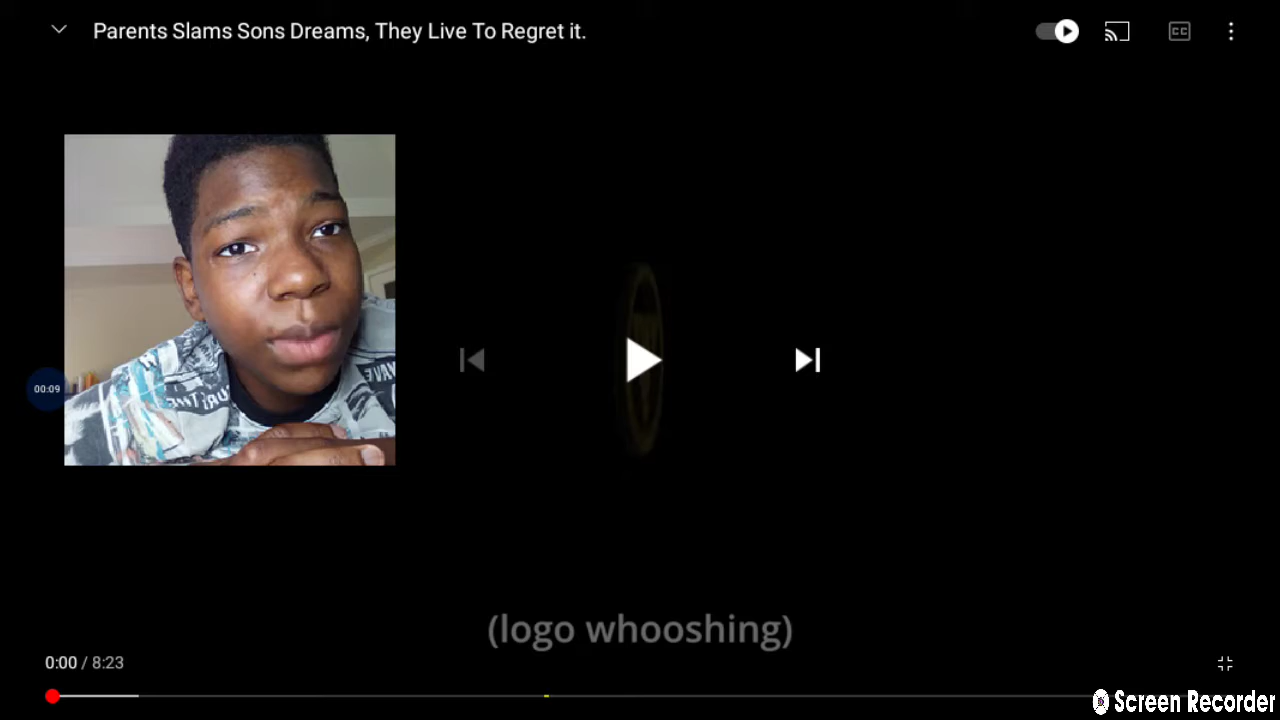 Parents Slams Sons Dreams, They Live To Regret it.
CC
00:09
(logo whooshing)
0:00 / 8:23
Screen Recorder